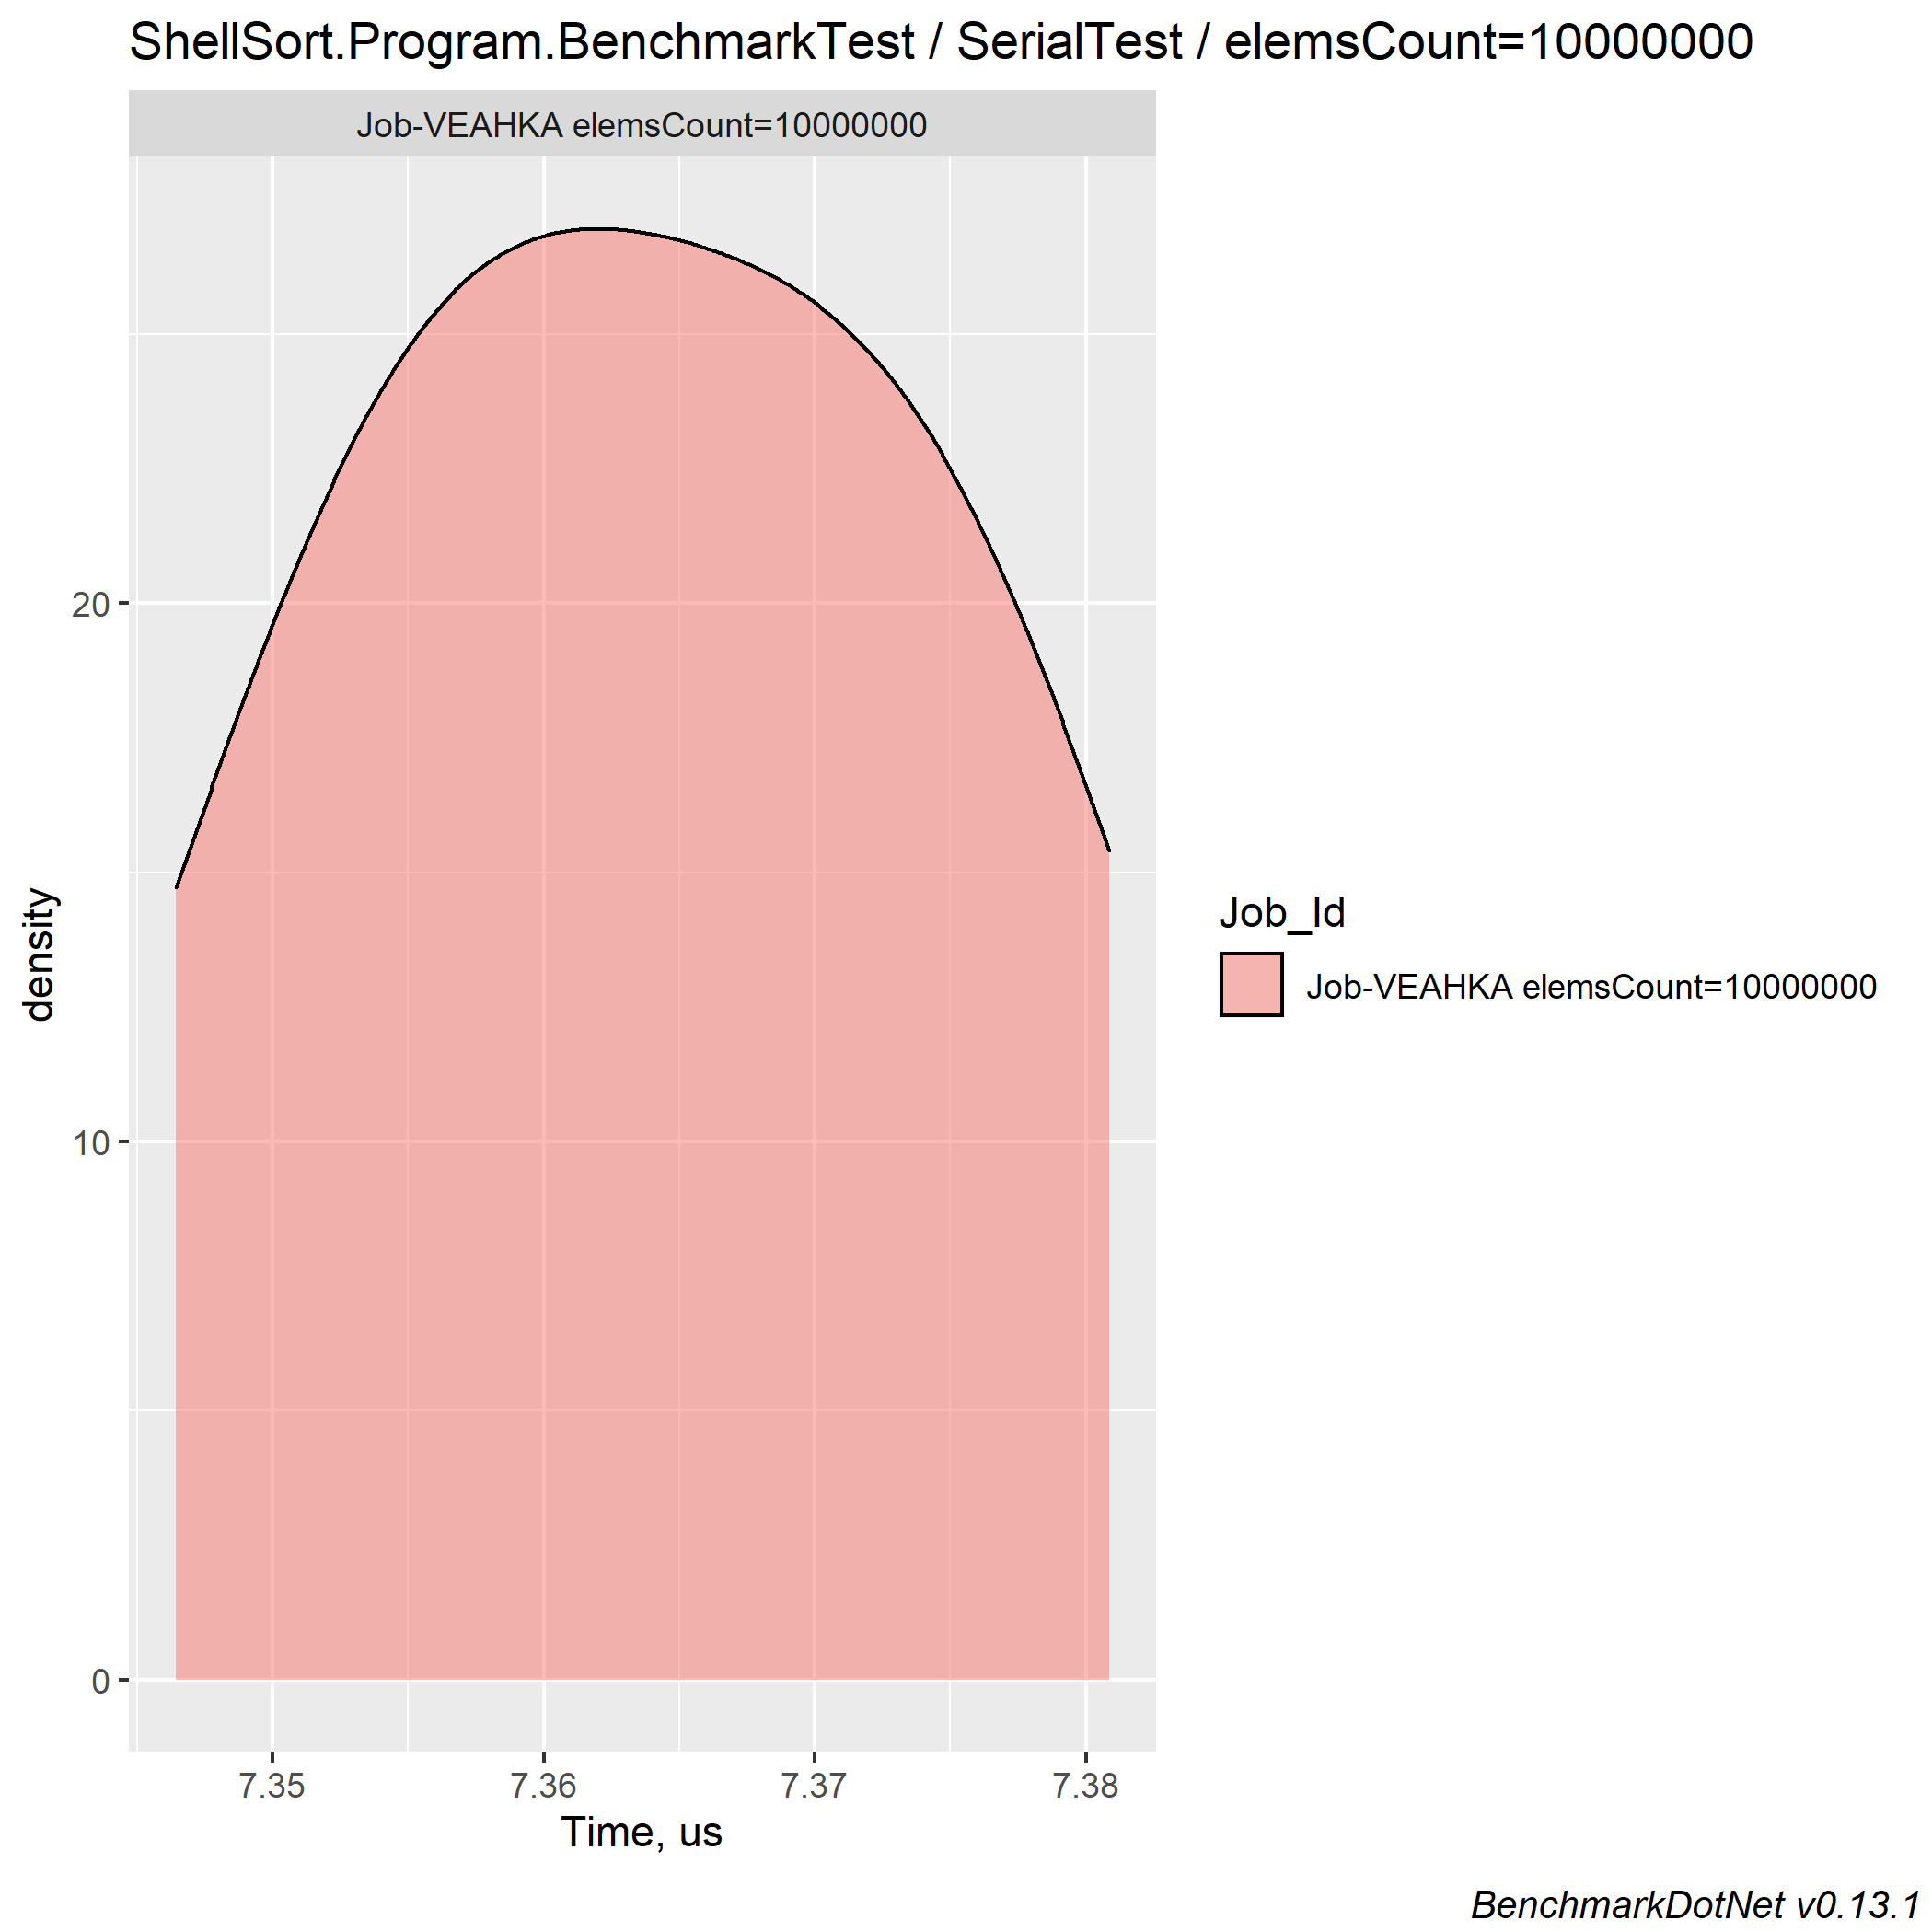 ShellSort.Program.BenchmarkTest / SerialTest / elemsCount=10000000
Job-VEAHKA elemsCount=10000000
20
10
0
density
7.35 7.36 7.37 7.38
Time, us
Job_Id
Job-VEAHKA elemsCount=10000000
BenchmarkDotNet v0.13.1